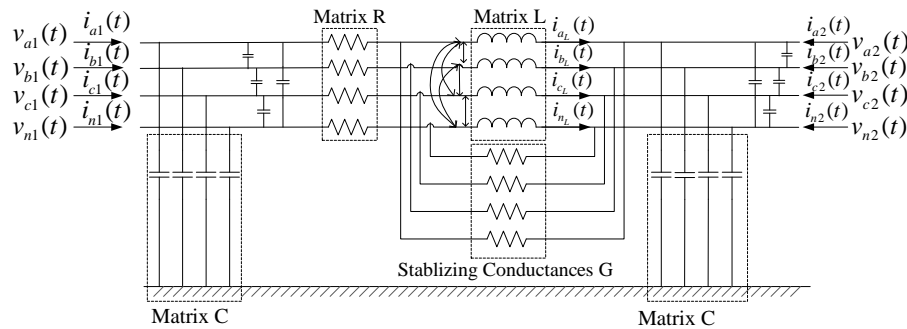 Matrix R
Matrix L
v_{a1}(t) i_{a1}(t) i_{a_L}(t) i_{a2}(t) v_{a2}(t)
v_{b1}(t) i_{b1}(t) i_{b_L}(t) i_{b2}(t) v_{b2}(t)
v_{c1}(t) i_{c1}(t) i_{c_L}(t) i_{c2}(t) v_{c2}(t)
v_{n1}(t) i_{n1}(t) i_{n_L}(t) i_{n2}(t) v_{n2}(t)
Stablizing Conductances G
Matrix C
Matrix C